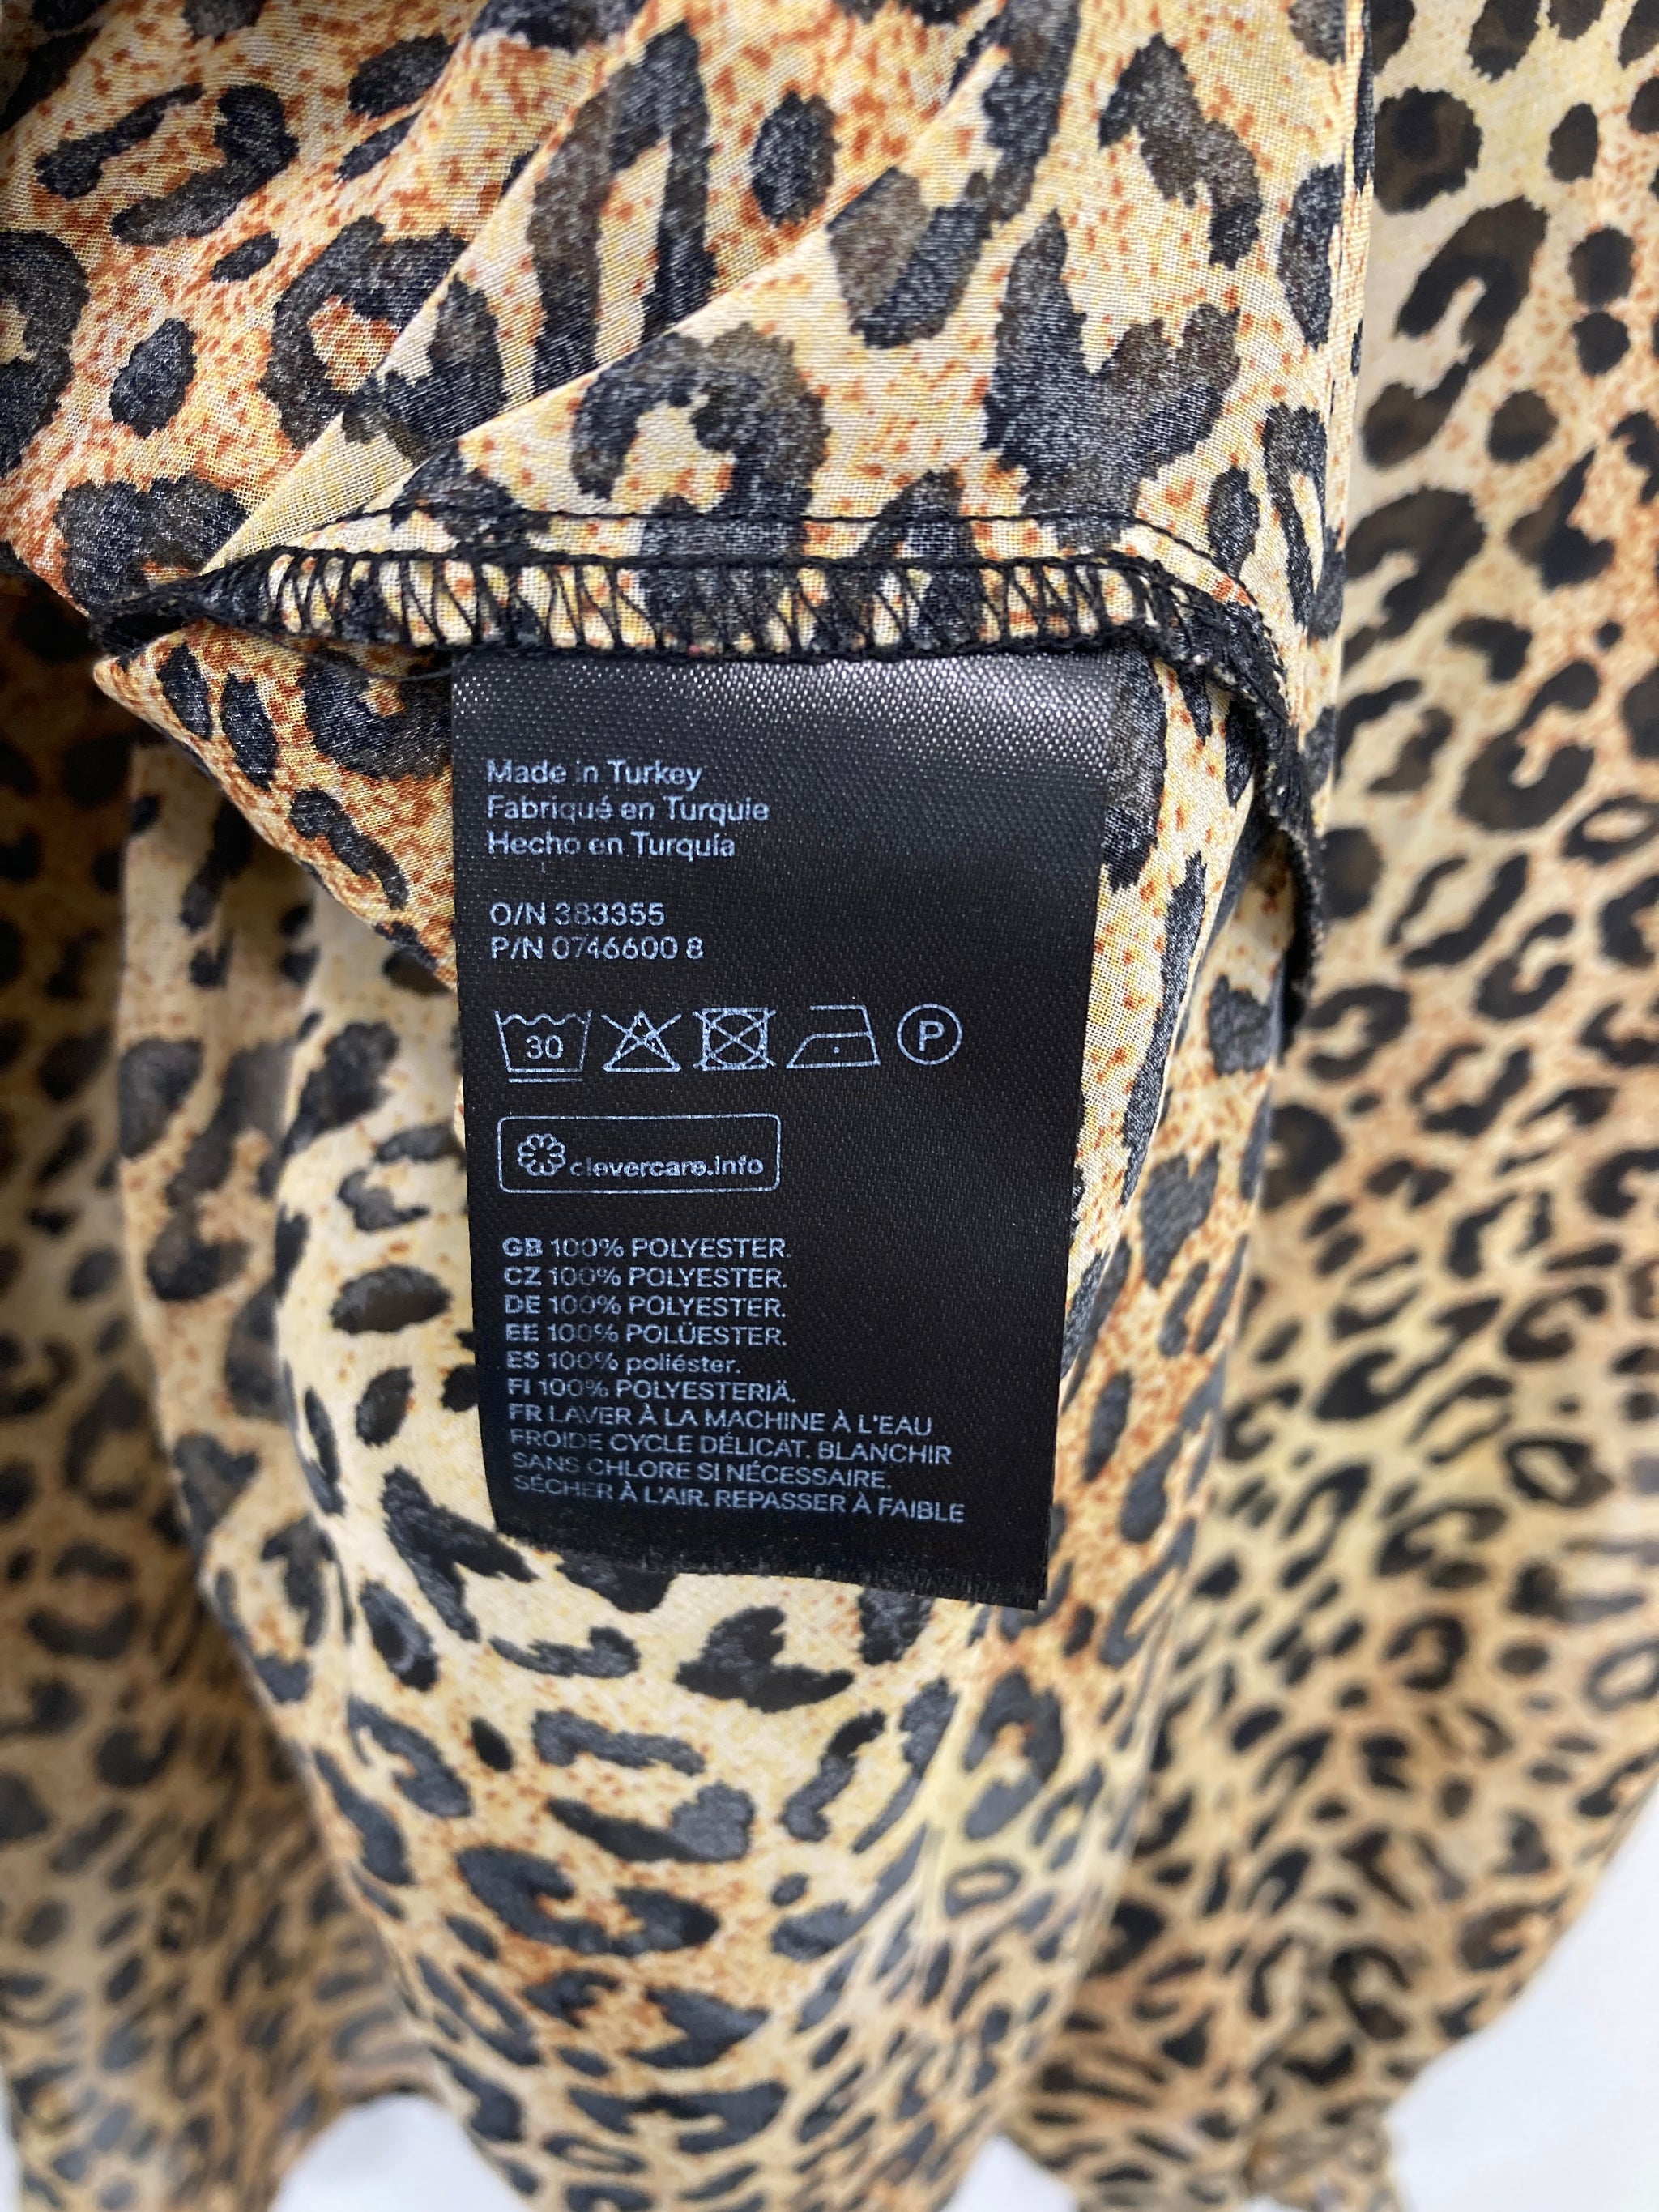 Made in Turkey
Fabriqué en Turquie
Hecho en Turquía
O/N 383355
P/N 0746600 8
30
P
clevercare.info
GB 100% POLYESTER.
CZ 100% POLYESTER.
DE 100% POLYESTER.
EE 100% POLÜESTER.
ES 100% poliéster.
FI 100% POLYESTERIÄ.
FR LAVER À LA MACHINE À L'EAU
FROIDE CYCLE DÉLICAT. BLANCHIR
SANS CHLORE SI NÉCESSAIRE.
SÉCHER À L'AIR. REPASSER À FAIBLE